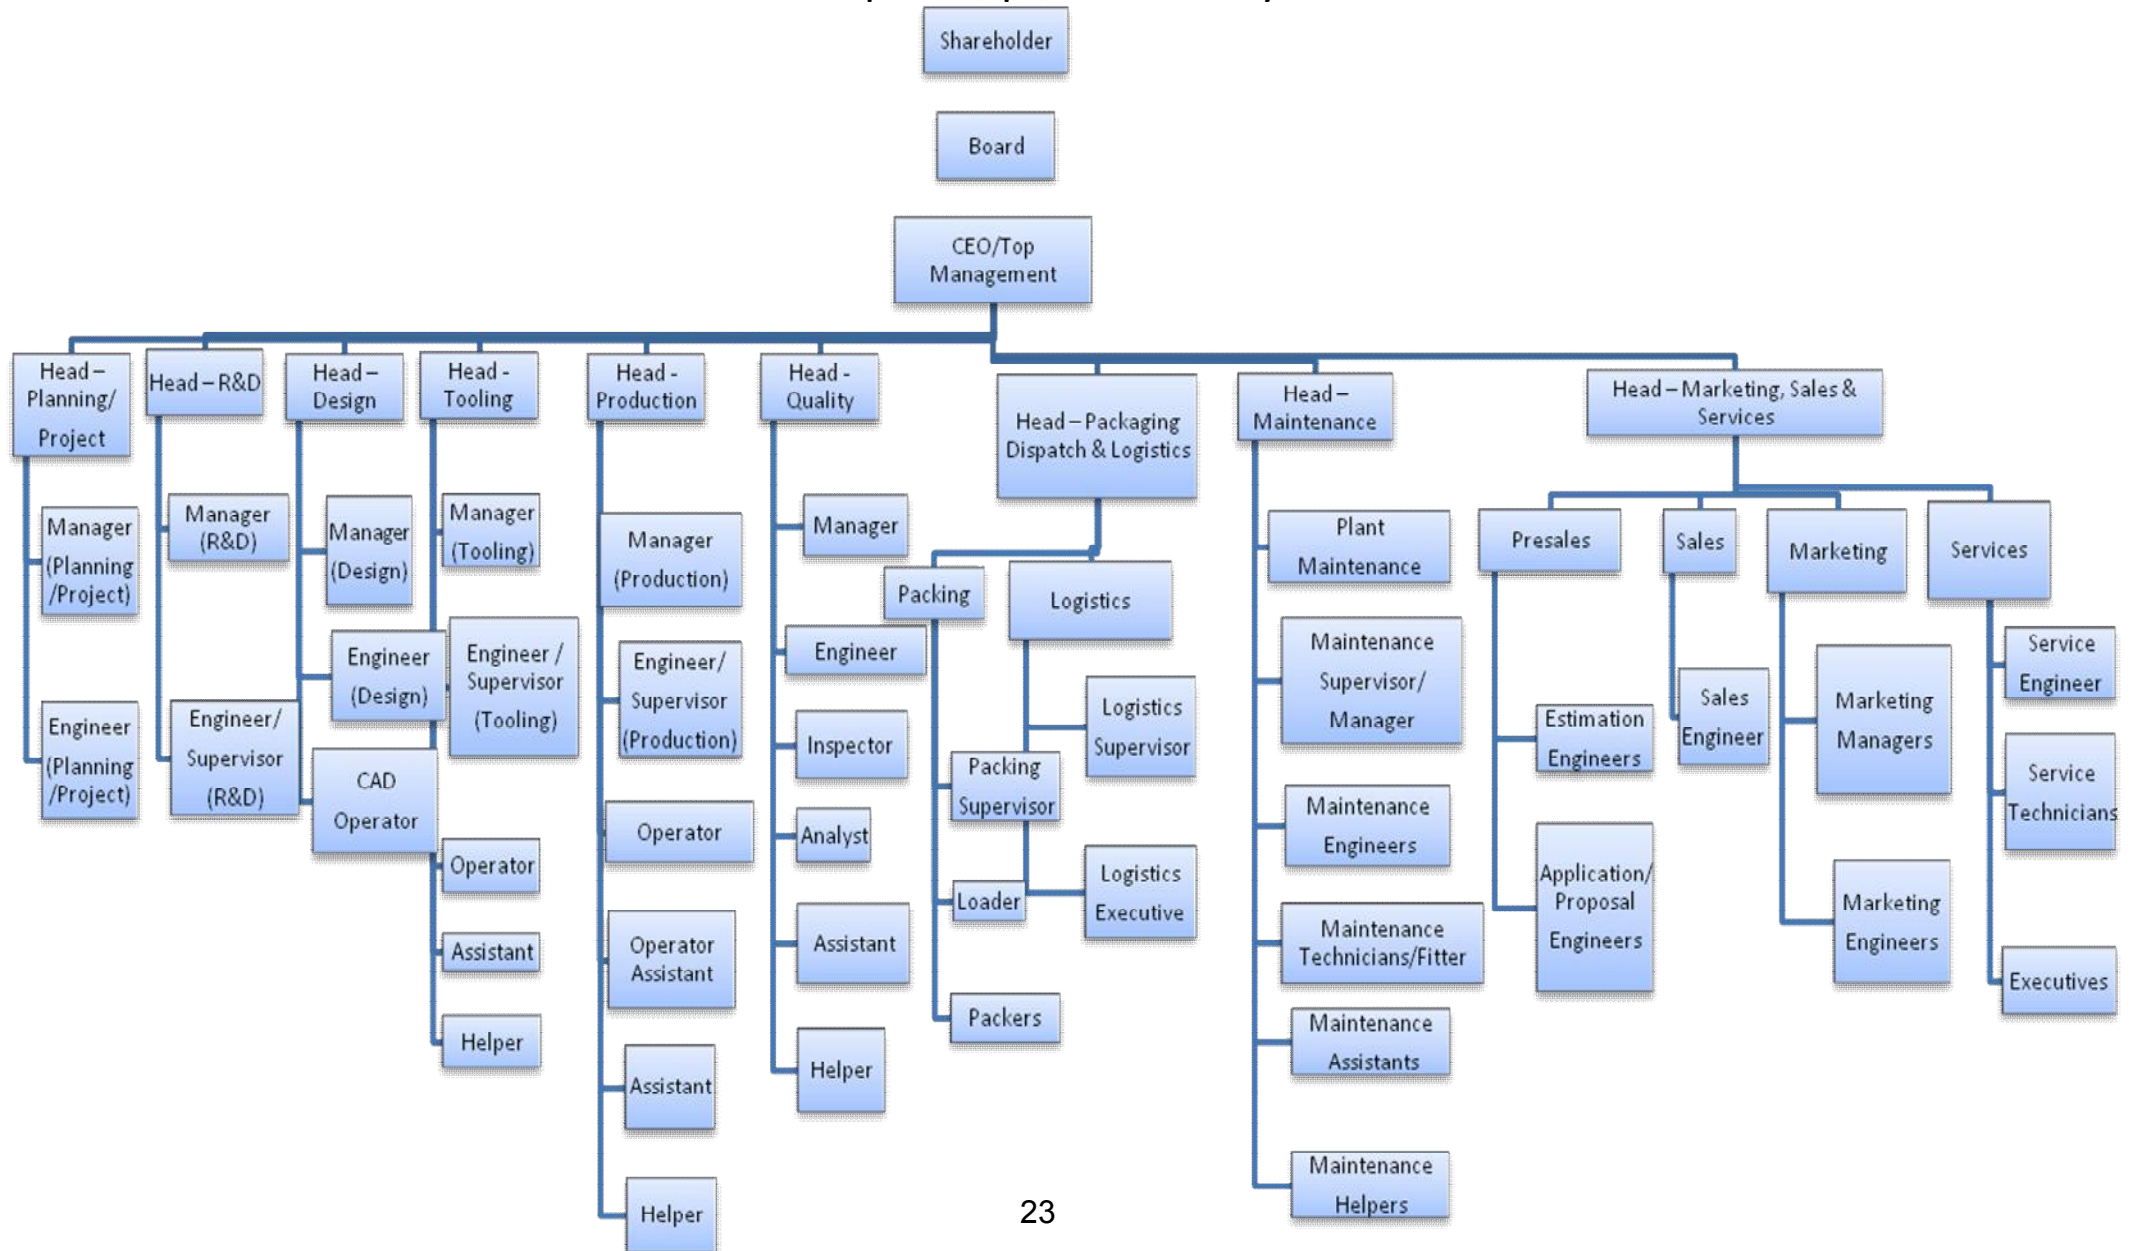 Shareholder
Board
CEO/Top
Management
Head –
Planning/
Project
Manager
(Planning
/Project)
Engineer
(Planning
/Project)
Head – R&D
Manager
(R&D)
Engineer/
Supervisor
(R&D)
Head –
Design
Manager
(Design)
Engineer
(Design)
CAD
Operator
Head -
Tooling
Manager
(Tooling)
Engineer /
Supervisor
(Tooling)
Operator
Assistant
Helper
Head -
Production
Manager
(Production)
Engineer/
Supervisor
(Production)
Operator
Operator
Assistant
Assistant
Helper
Head -
Quality
Manager
Engineer
Inspector
Analyst
Assistant
Helper
Head – Packaging
Dispatch & Logistics
Packing
Packing
Supervisor
Loader
Packers
Logistics
Logistics
Supervisor
Logistics
Executive
Head –
Maintenance
Plant
Maintenance
Maintenance
Supervisor/
Manager
Maintenance
Engineers
Maintenance
Technicians/Fitter
Maintenance
Assistants
Maintenance
Helpers
Head – Marketing, Sales &
Services
Presales
Estimation
Engineers
Application/
Proposal
Engineers
Sales
Sales
Engineer
Marketing
Marketing
Managers
Marketing
Engineers
Services
Service
Engineer
Service
Technicians
Executives
23